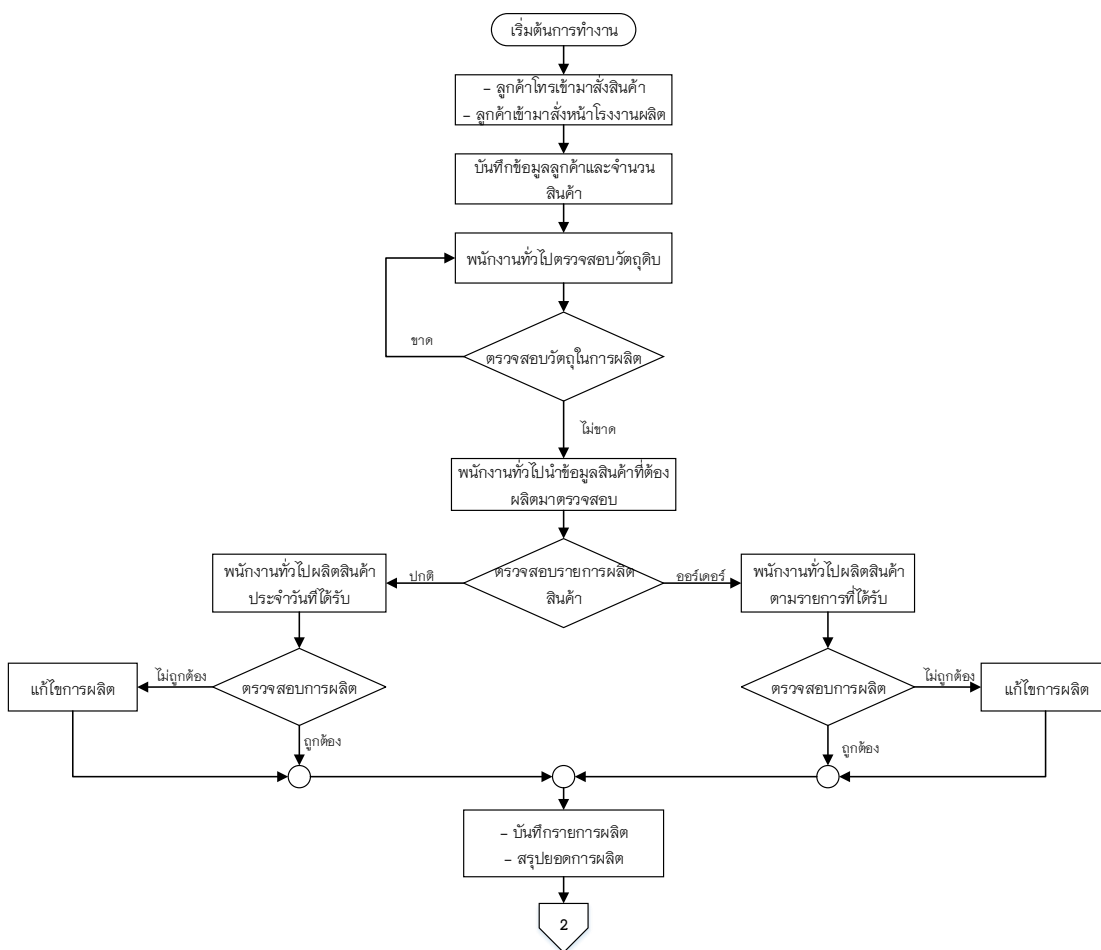 เริ่มต้นการทำงาน
– ลูกค้าโทรเข้ามาสั่งสินค้า
– ลูกค้าเข้ามาสั่งหน้าโรงงานผลิต
บันทึกข้อมูลลูกค้าและจำนวน
สินค้า
พนักงานทั่วไปตรวจสอบวัตถุดิบ
ขาด
ตรวจสอบวัตถุในการผลิต
ไม่ขาด
พนักงานทั่วไปนำข้อมูลสินค้าที่ต้อง
ผลิตมาตรวจสอบ
พนักงานทั่วไปผลิตสินค้า
ประจำวันที่ได้รับ
ปกติ
ตรวจสอบรายการผลิต
สินค้า
ออร์เดอร์
พนักงานทั่วไปผลิตสินค้า
ตามรายการที่ได้รับ
แก้ไขการผลิต
ไม่ถูกต้อง
ตรวจสอบการผลิต
ตรวจสอบการผลิต
ไม่ถูกต้อง
แก้ไขการผลิต
ถูกต้อง
ถูกต้อง
– บันทึกรายการผลิต
– สรุปยอดการผลิต
2